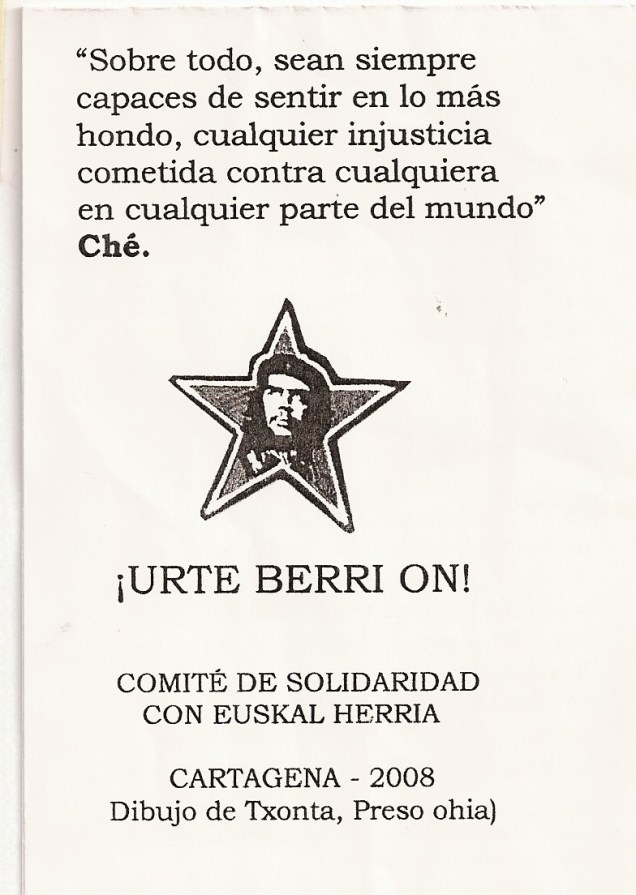 “Sobre todo, sean siempre
capaces de sentir en lo más
hondo, cualquier injusticia
cometida contra cualquiera
en cualquier parte del mundo”
Ché.
¡URTE BERRI ON!
COMITÉ DE SOLIDARIDAD
CON EUSKAL HERRIA
CARTAGENA - 2008
Dibujo de Txonta, Preso ohia)